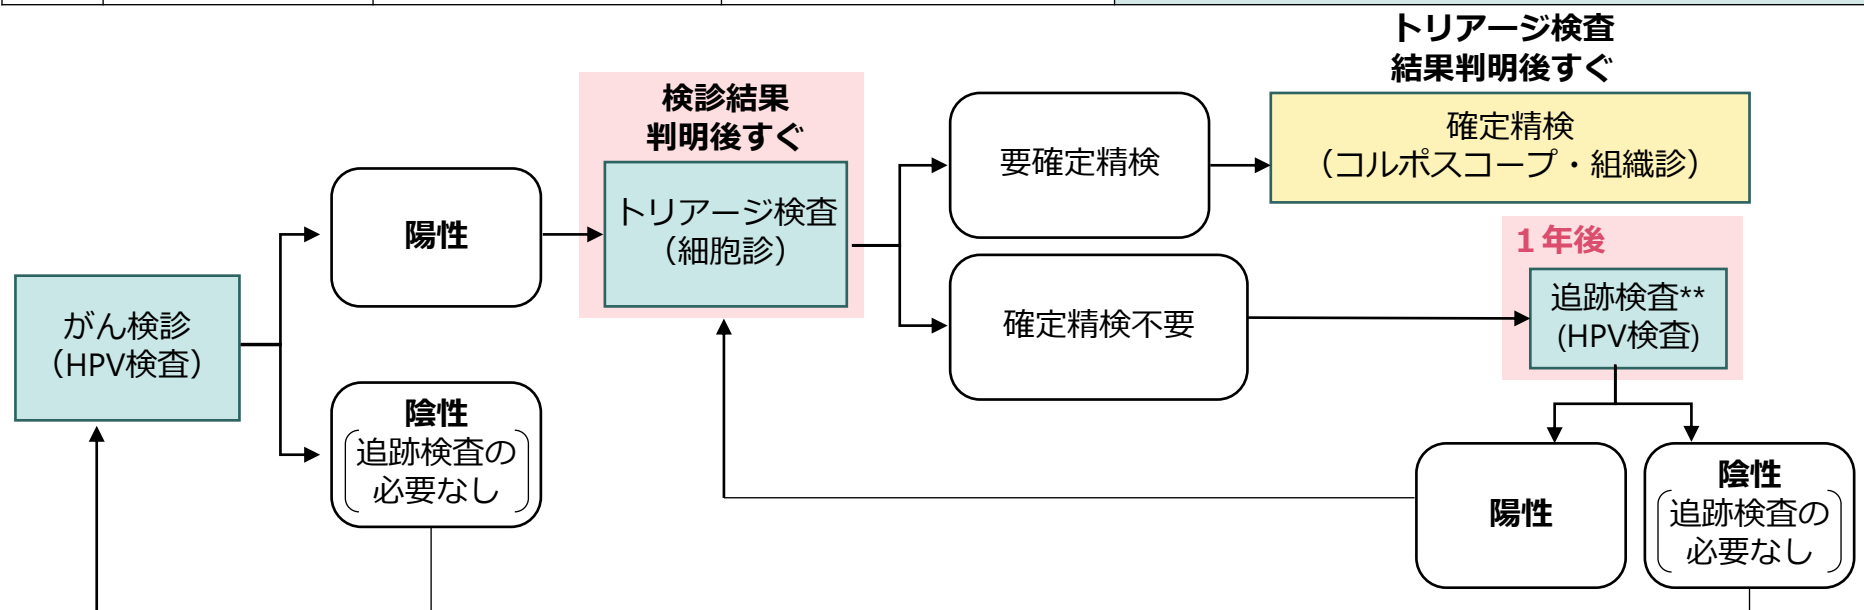 トリアージ検査
結果判明後すぐ
検診結果
判明後すぐ
確定精検
（コルポスコープ・組織診）
要確定精検
陽性
トリアージ検査
（細胞診）
１年後
追跡検査**
(HPV検査)
がん検診
（HPV検査）
確定精検不要
陰性
追跡検査の
必要なし
陽性
陰性
追跡検査の
必要なし